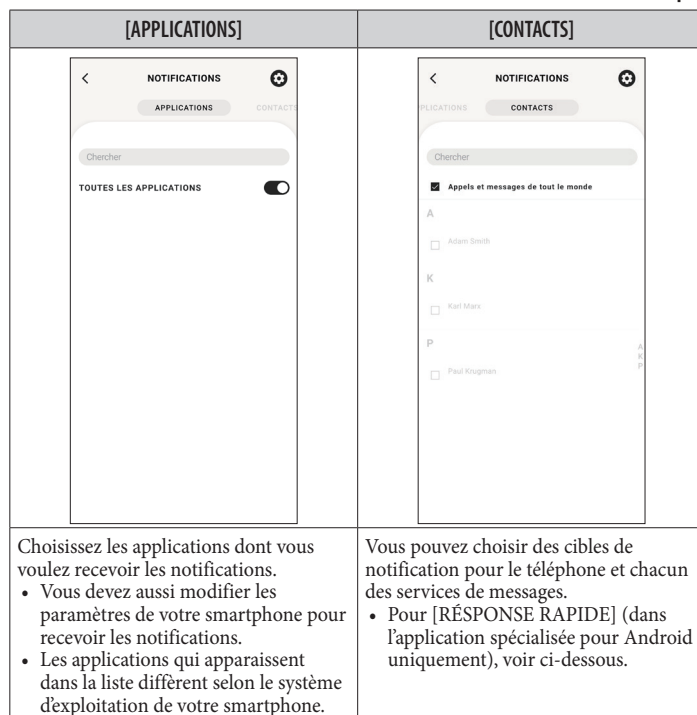 [APPLICATIONS]
[CONTACTS]
NOTIFICATIONS
APPLICATIONS
CONTACTS
Chercher
TOUTES LES APPLICATIONS
NOTIFICATIONS
PLICATIONS
CONTACTS
Chercher
Appels et messages de tout le monde
A
Adam Smith
K
Karl Marx
P
Paul Krugman
A
K
P
Choisissez les applications dont vous
voulez recevoir les notifications.
• Vous devez aussi modifier les
paramètres de votre smartphone pour
recevoir les notifications.
• Les applications qui apparaissent
dans la liste diffèrent selon le système
d'exploitation de votre smartphone.
Vous pouvez choisir des cibles de
notification pour le téléphone et chacun
des services de messages.
• Pour [RÉSPONSE RAPIDE] (dans
l'application spécialisée pour Android
uniquement), voir ci-dessous.